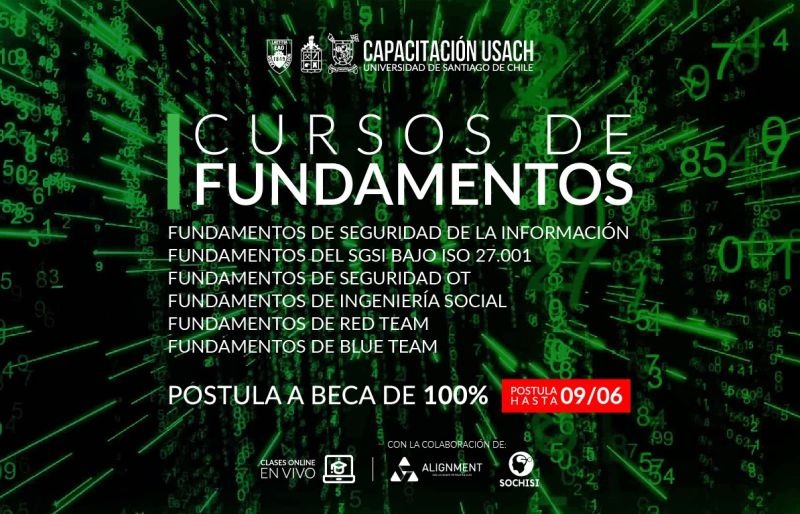 CAPACITACIÓN USACH
UNIVERSIDAD DE SANTIAGO DE CHILE
CURSOS DE
FUNDAMENTOS
FUNDAMENTOS DE SEGURIDAD DE LA INFORMACIÓN
FUNDAMENTOS DEL SGSI BAJO ISO 27.001
FUNDAMENTOS DE SEGURIDAD OT
FUNDAMENTOS DE INGENIERÍA SOCIAL
FUNDAMENTOS DE RED TEAM
FUNDAMENTOS DE BLUE TEAM
POSTULA A BECA DE 100%
POSTULA
HASTA 09/06
CON LA COLABORACIÓN DE:
CLASES ONLINE
EN VIVO
ALIGNMENT
SOCHISI